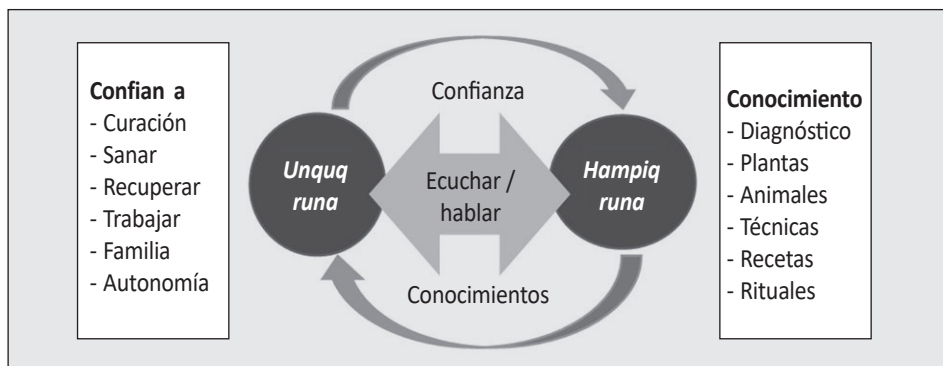 Confian a
- Curación
- Sanar
- Recuperar
- Trabajar
- Familia
- Autonomía
Confianza
Unquq
runa
Ecuchar /
hablar
Hampiq
runa
Conocimientos
Conocimiento
- Diagnóstico
- Plantas
- Animales
- Técnicas
- Recetas
- Rituales